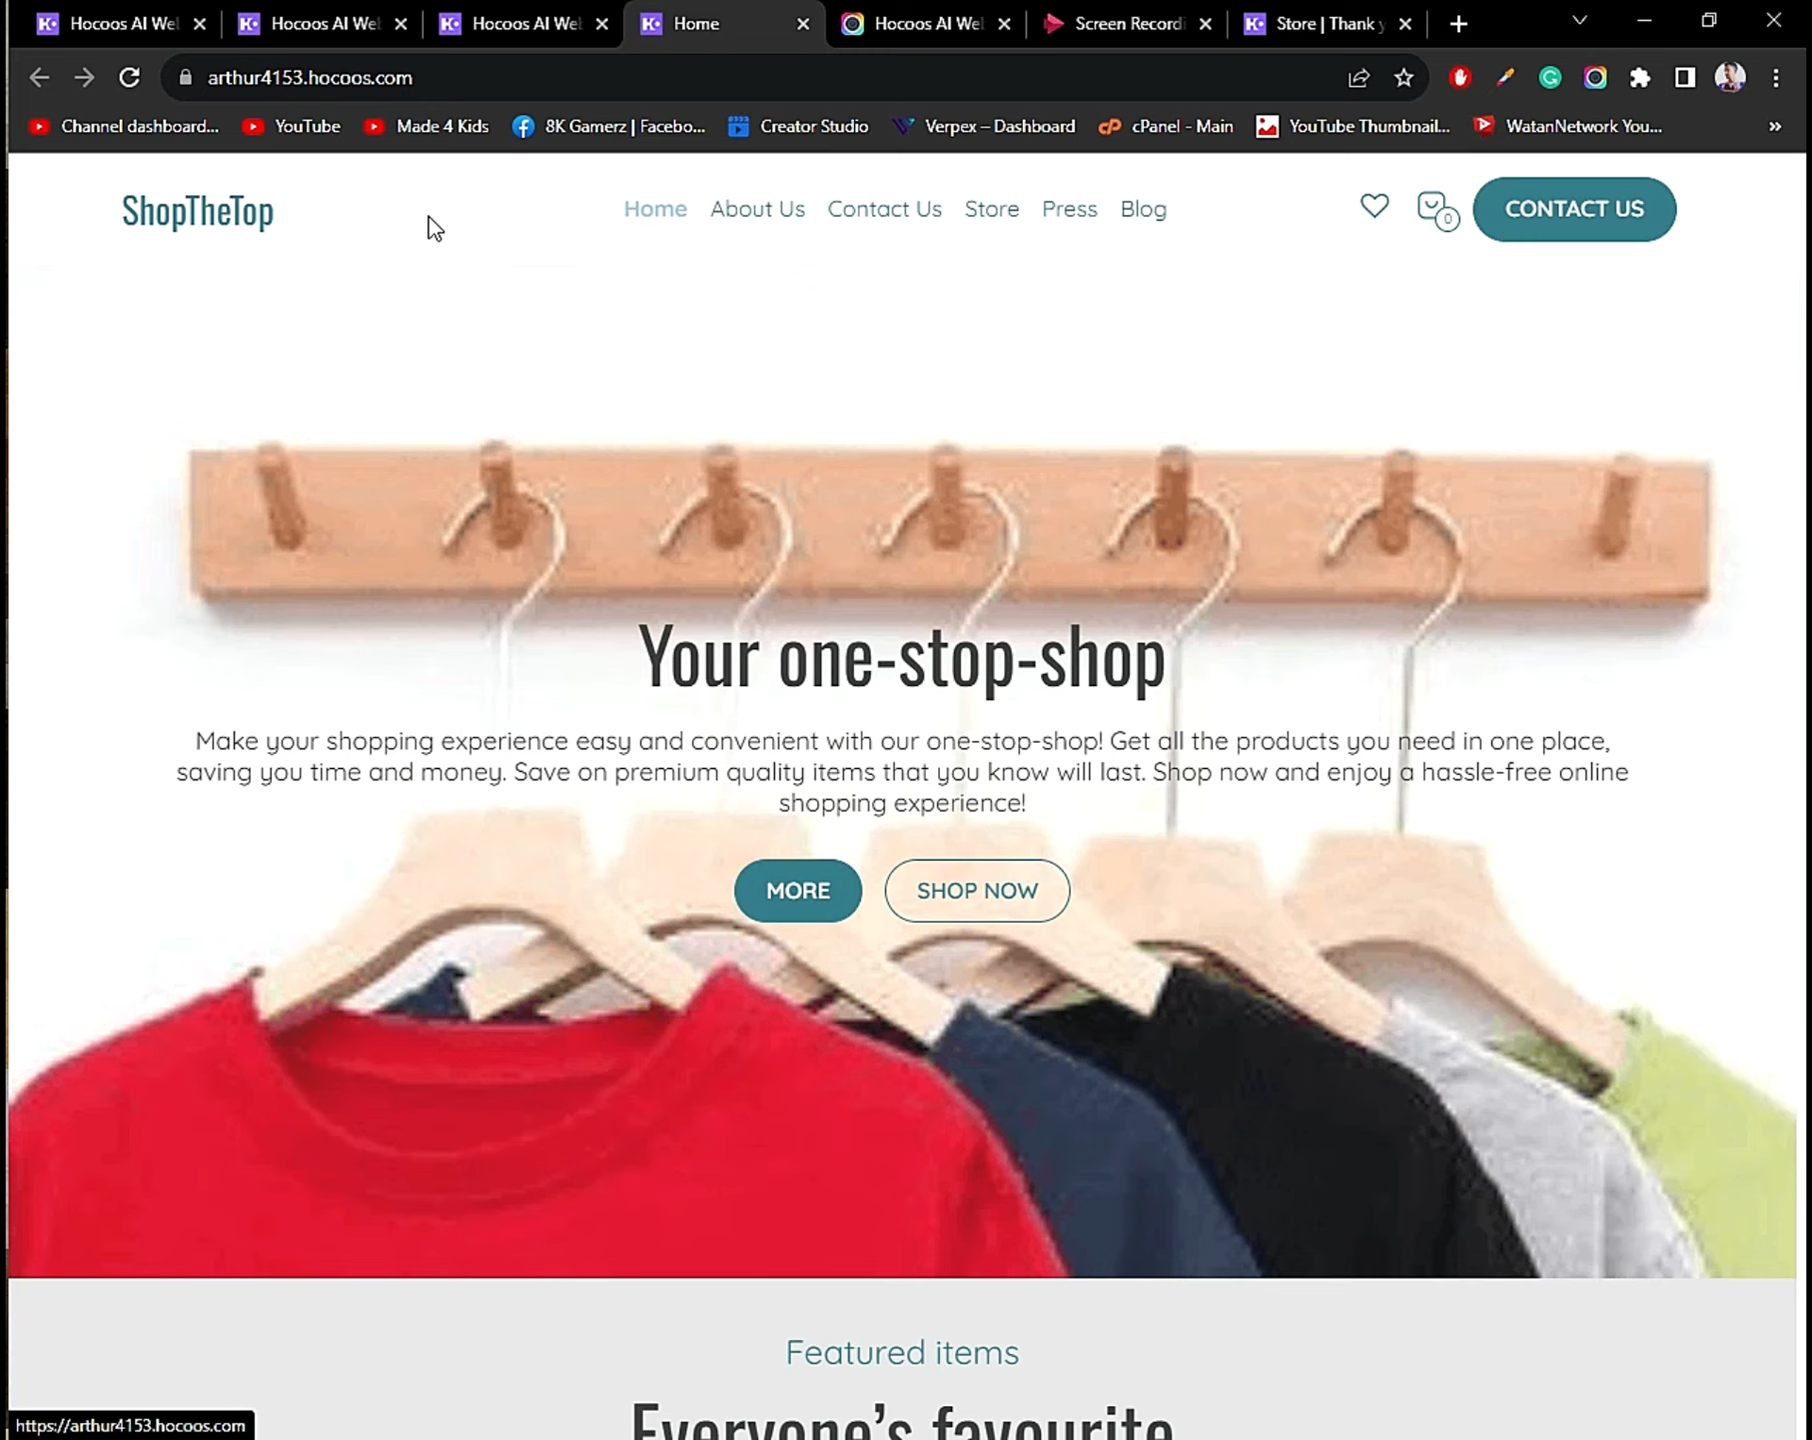 Hocoos AI We
Hocoos AI We
Hocoos AI We
Home
Hocoos AI We
Screen Recordi
Store | Thank y
arthur4153.hocoos.com
Channel dashboard...
YouTube
Made 4 Kids
8K Gamerz | Facebo...
Creator Studio
Verpex – Dashboard
cPanel - Main
YouTube Thumbnail...
WatanNetwork You...
ShopTheTop
Home
About Us
Contact Us
Store
Press
Blog
0
CONTACT US
Your one-stop-shop
Make your shopping experience easy and convenient with our one-stop-shop! Get all the products you need in one place,
saving you time and money. Save on premium quality items that you know will last. Shop now and enjoy a hassle-free online
shopping experience!
MORE
SHOP NOW
Featured items
Everyone's favourite
https://arthur4153.hocoos.com